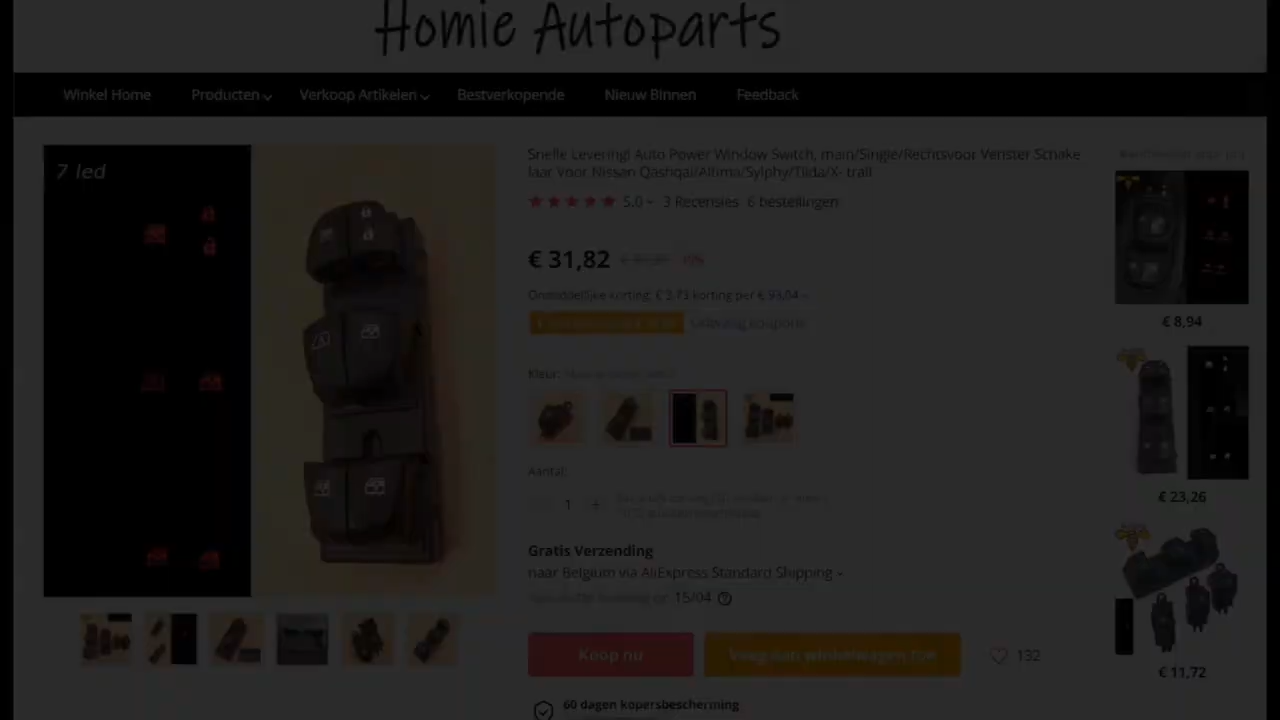 Homie Autoparts
Winkel Home Producten Verkoop Artikelen Bestverkopende Nieuw Binnen Feedback
7 led
Snelle Levering! Auto Power Window Switch, main/Single/Rechtsvoor Venster Schake
laar Voor Nissan Qashqai/Altima/Sylphy/Tiida/X- trail
5.0 3 Recensies 6 bestellingen
€ 31,82
Onmiddellijke korting: € 3,73 korting per € 93,04
Kleur:
Aantal:
1 +
Gratis Verzending
naar Belgium via AliExpress Standard Shipping
15/04
Koop nu
Voeg aan winkelwagen toe
132
60 dagen kopersbescherming
€ 8,94
€ 23,26
€ 11,72